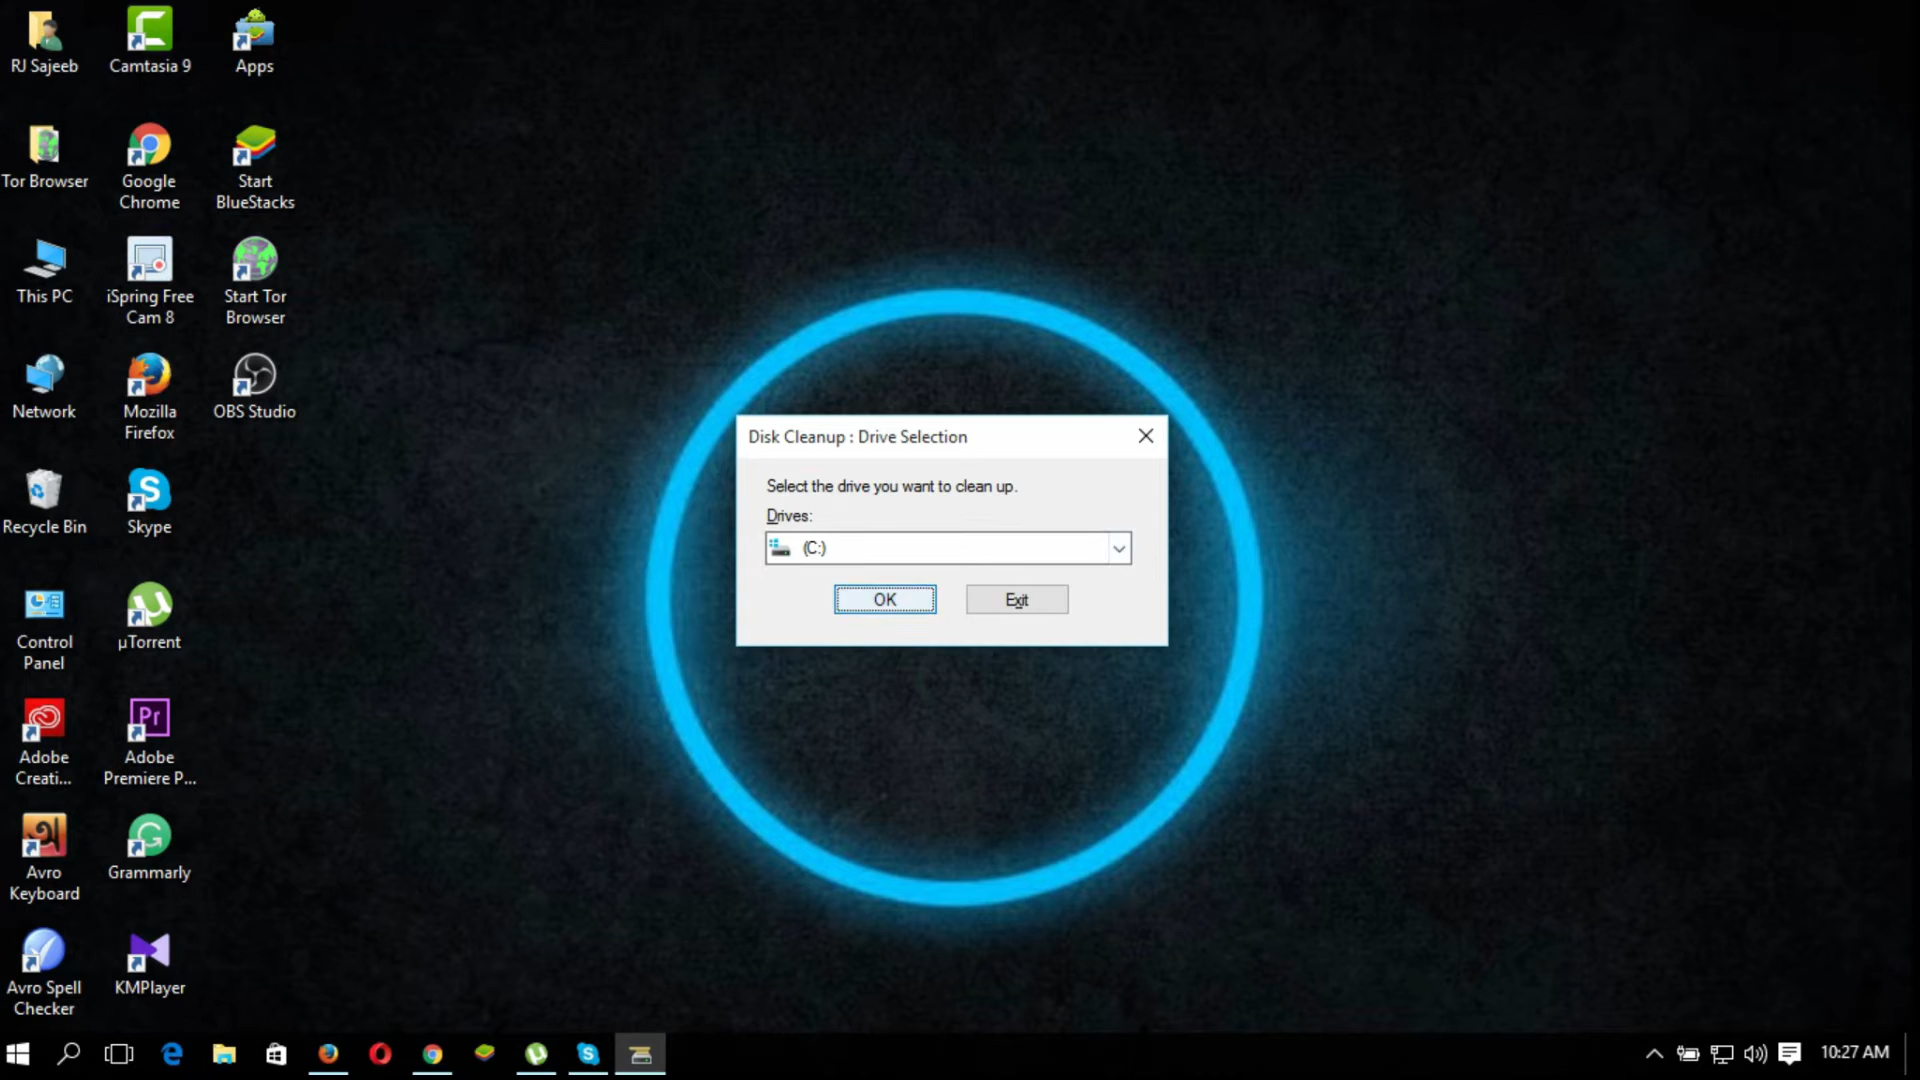 RJ Sajeeb
Camtasia 9
Apps
Tor Browser
Google
Chrome
Start
BlueStacks
This PC
iSpring Free
Cam 8
Start Tor
Browser
Network
Mozilla
Firefox
OBS Studio
Recycle Bin
Skype
Control
Panel
µTorrent
Adobe
Creati...
Adobe
Premiere P...
Avro
Keyboard
Grammarly
Avro Spell
Checker
KMPlayer
Disk Cleanup : Drive Selection
Select the drive you want to clean up.
Drives:
(C:)
OK
Exit
10:27 AM